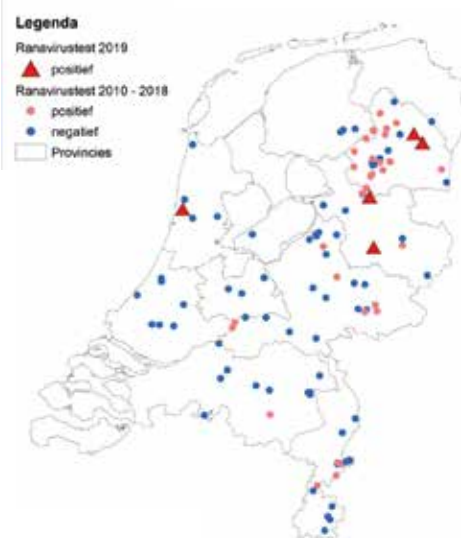 Legenda
Ranavirustest 2019
positief
Ranavirustest 2010 - 2018
positief
negatief
Provincies